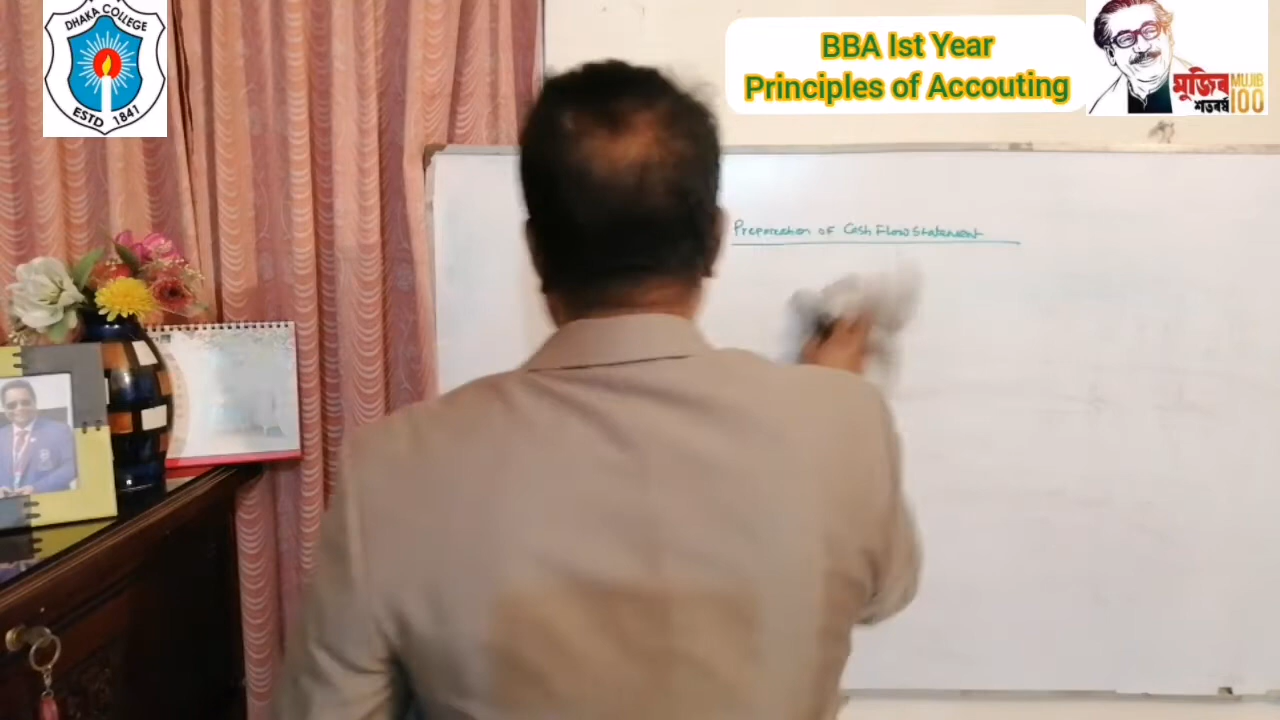 DHAKA COLLEGE
ESTD 1841
BBA Ist Year
Principles of Accouting
মুজিব
শতবর্ষ
MUJIB
100
Preparation of Cash Flow Statement